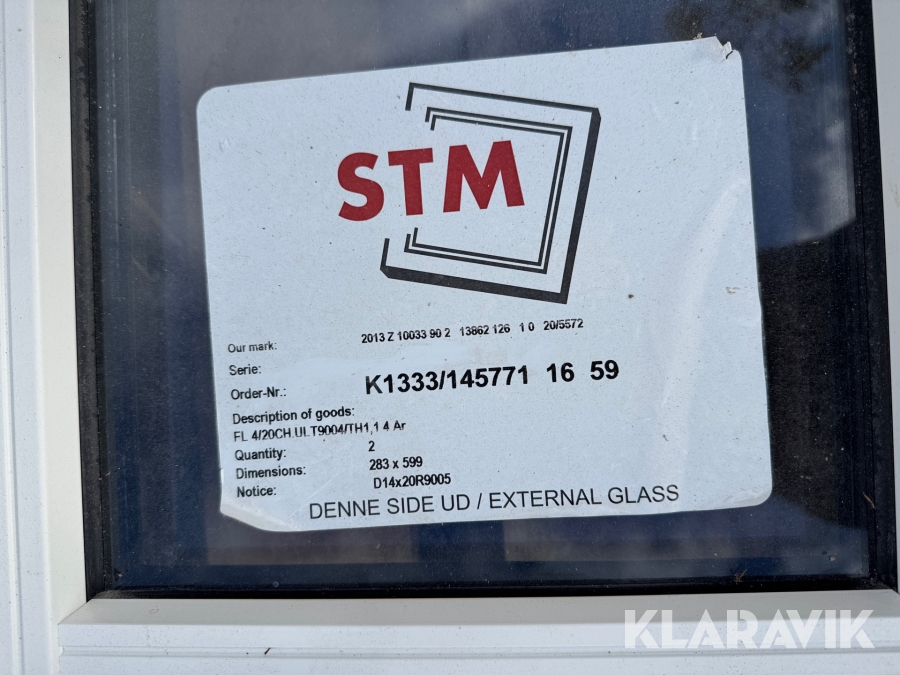 STM
Our mark: 2013 Z 10033 90 2 13862 126 1 0 20/5572
Serie:
Order-Nr.: K1333/145771 16 59
Description of goods:
FL 4/20CH.ULT9004/TH1,1 4 Ar
Quantity: 2
Dimensions: 283 x 599
Notice: D14x20R9005
DENNE SIDE UD / EXTERNAL GLASS
KLARAVIK